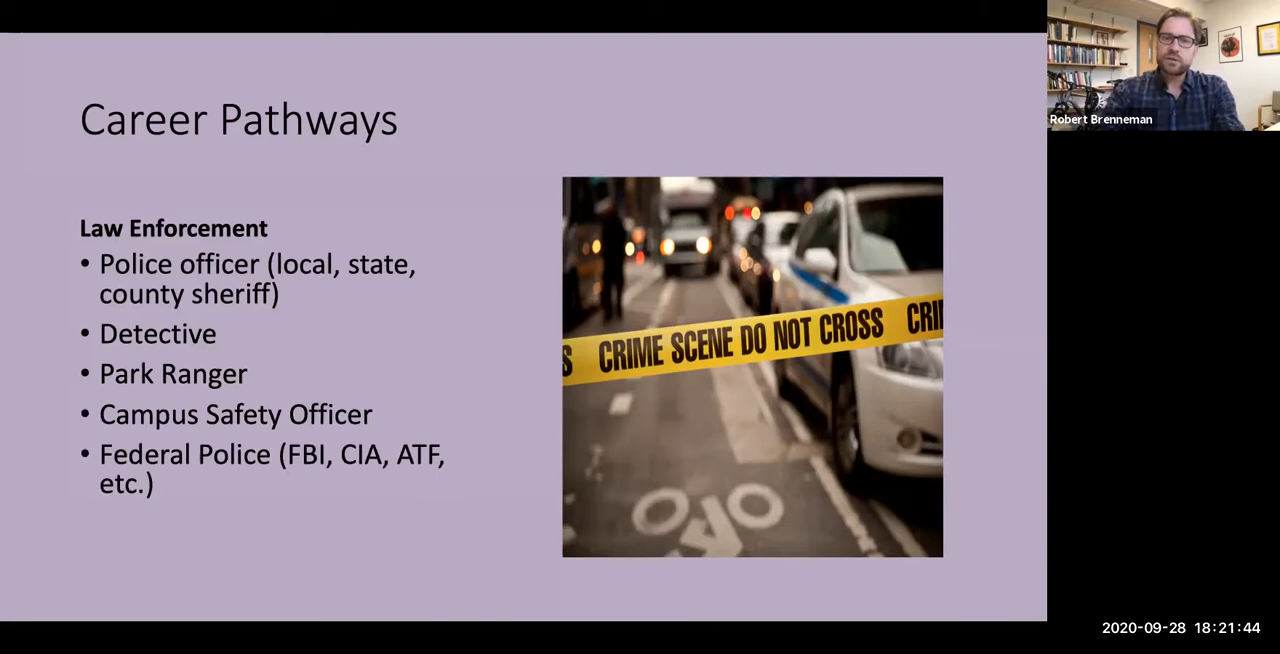 Career Pathways
Law Enforcement
• Police officer (local, state,
county sheriff)
• Detective
• Park Ranger
• Campus Safety Officer
• Federal Police (FBI, CIA, ATF,
etc.)
S CRIME SCENE DO NOT CROSS CRI
Robert Brenneman
2020-09-28 18:21:44